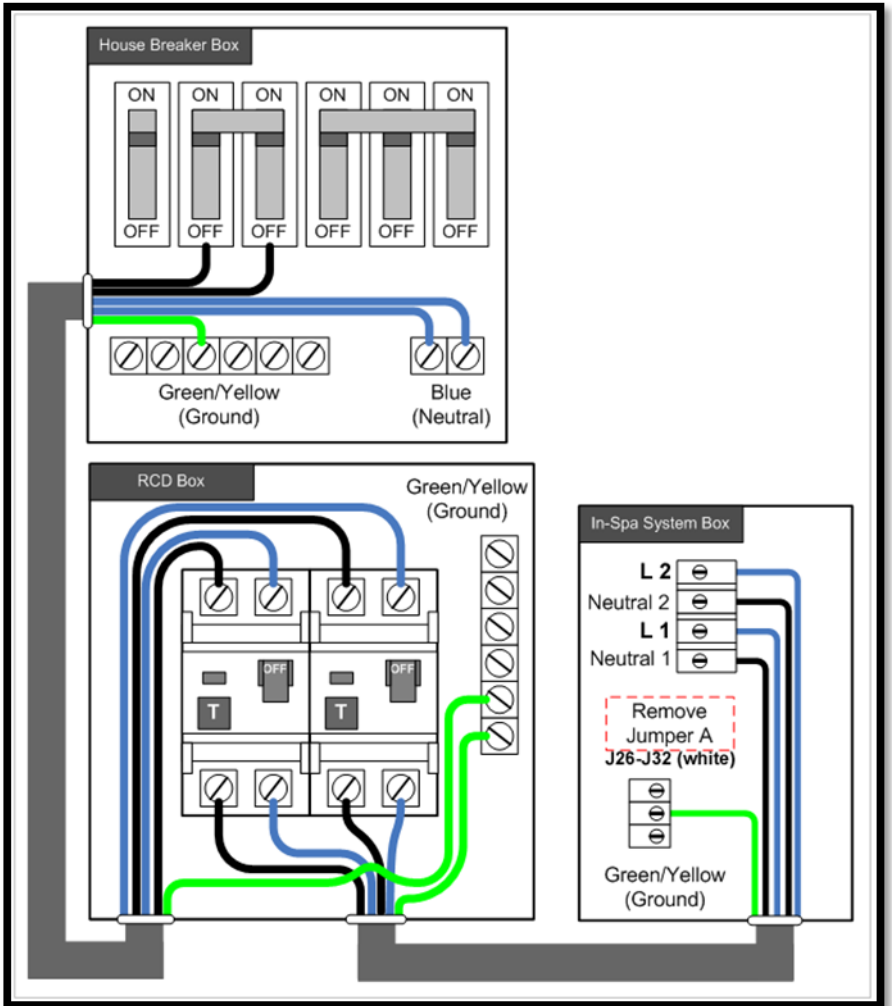 House Breaker Box
ON ON ON ON ON ON
OFF OFF OFF OFF OFF OFF
Green/Yellow
(Ground)
Blue
(Neutral)
RCD Box
Green/Yellow
(Ground)
OFF OFF
T T
In-Spa System Box
L 2
Neutral 2
L 1
Neutral 1
Remove
Jumper A
J26-J32 (white)
Green/Yellow
(Ground)